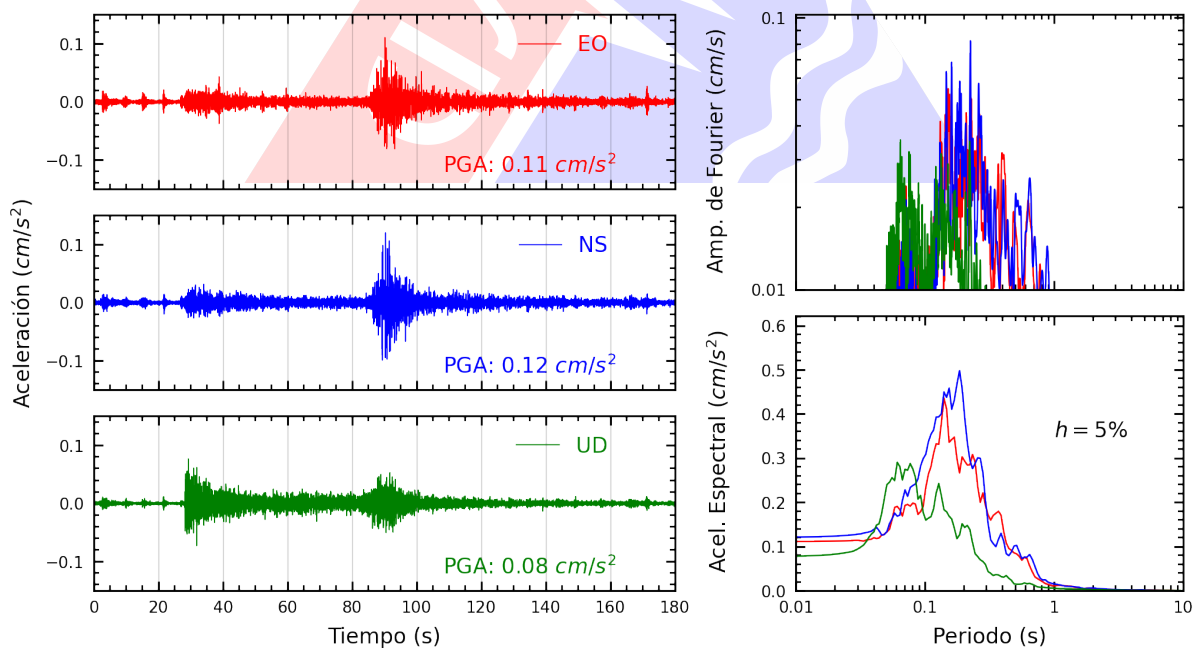 Aceleración (cm/s²)
0.1
0.0
−0.1
EO
PGA: 0.11 cm/s²
0.1
0.0
−0.1
NS
PGA: 0.12 cm/s²
0.1
0.0
−0.1
UD
PGA: 0.08 cm/s²
0 20 40 60 80 100 120 140 160 180
Tiempo (s)
Amp. de Fourier (cm/s)
0.1
0.01
Acel. Espectral (cm/s²)
0.6
0.5
0.4
0.3
0.2
0.1
0.0
h = 5%
0.01 0.1 1 10
Periodo (s)